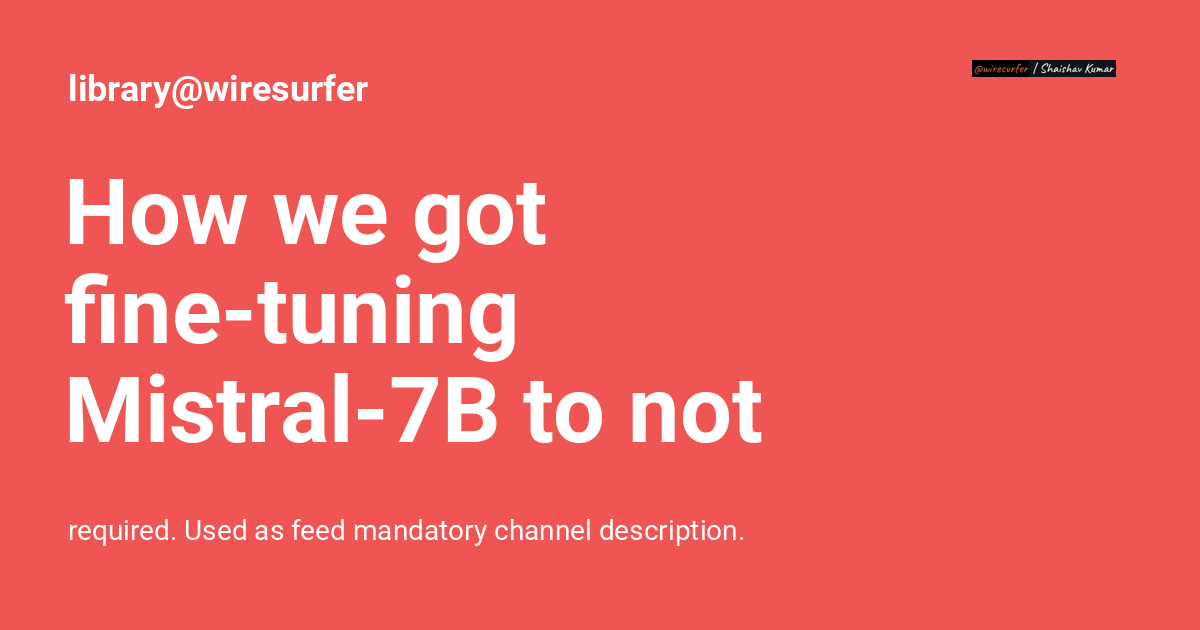 library@wiresurfer
@wiresurfer | Shaishav Kumar
How we got
fine-tuning
Mistral-7B to not
required. Used as feed mandatory channel description.